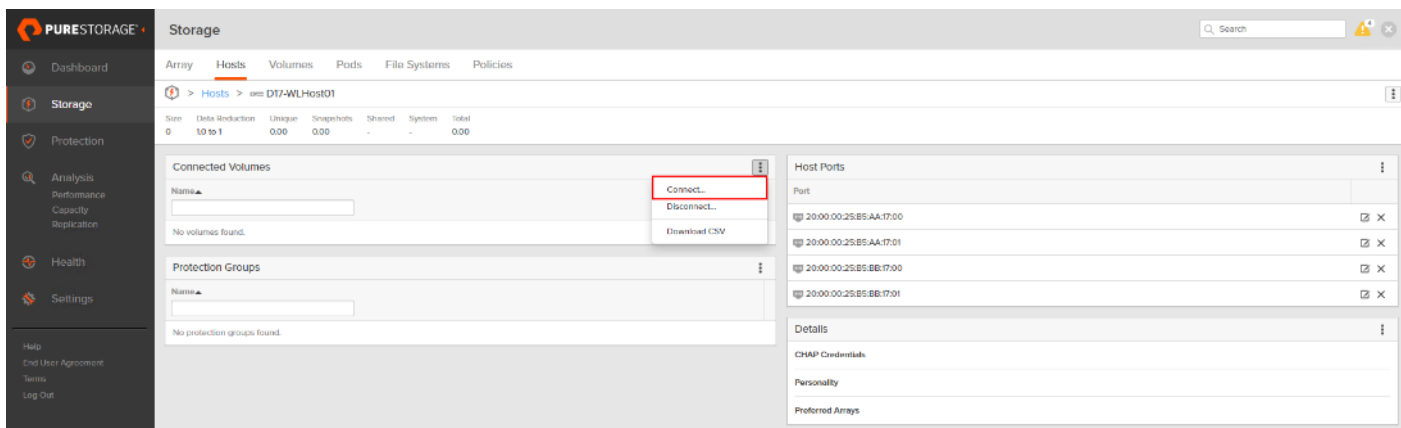 PURESTORAGE®
Storage
Search
4
Dashboard
Storage
Protection
Analysis
Performance
Capacity
Replication
Health
Settings
Help
End User Agreement
Terms
Log Out
Array Hosts Volumes Pods File Systems Policies
> Hosts > D17-WLHost01
Size Data Reduction Unique Snapshots Shared System Total
0 1.0 to 1 0.00 0.00 - - 0.00
Connected Volumes
Name
No volumes found.
Connect...
Disconnect...
Download CSV
Protection Groups
Name
No protection groups found.
Host Ports
Port
20:00:00:25:B5:AA:17:00
20:00:00:25:B5:AA:17:01
20:00:00:25:B5:BB:17:00
20:00:00:25:B5:BB:17:01
Details
CHAP Credentials
Personality
Preferred Arrays